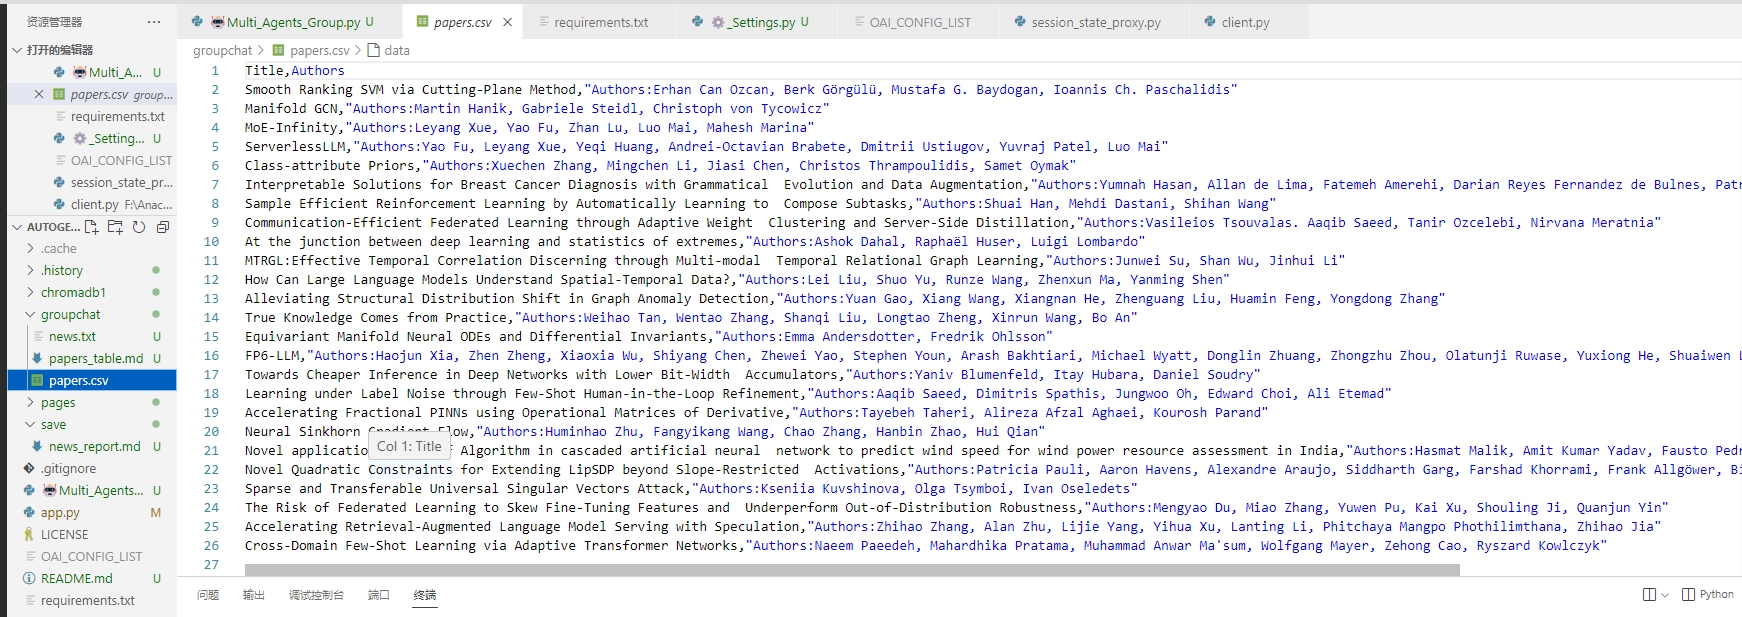 资源管理器 ···
Multi_Agents_Group.py U
papers.csv
requirements.txt
_Settings.py U
OAI_CONFIG_LIST
session_state_proxy.py
client.py
打开的编辑器
Multi_A... U
papers.csv group...
requirements.txt
_Setting... U
OAI_CONFIG_LIST
session_state_pr...
client.py F:\Anac...
AUTOGE...
.cache
.history
chromadb1
groupchat
news.txt U
papers_table.md U
papers.csv
pages
save
news_report.md U
.gitignore
Multi_Agents... U
app.py M
LICENSE
OAI_CONFIG_LIST
README.md U
requirements.txt
groupchat > papers.csv > data
1 Title,Authors
2 Smooth Ranking SVM via Cutting-Plane Method,"Authors:Erhan Can Ozcan, Berk Görgülü, Mustafa G. Baydogan, Ioannis Ch. Paschalidis"
3 Manifold GCN,"Authors:Martin Hanik, Gabriele Steidl, Christoph von Tycowicz"
4 MoE-Infinity,"Authors:Leyang Xue, Yao Fu, Zhan Lu, Luo Mai, Mahesh Marina"
5 ServerlessLLM,"Authors:Yao Fu, Leyang Xue, Yeqi Huang, Andrei-Octavian Brabete, Dmitrii Ustiugov, Yuvraj Patel, Luo Mai"
6 Class-attribute Priors,"Authors:Xuechen Zhang, Mingchen Li, Jiasi Chen, Christos Thrampoulidis, Samet Oymak"
7 Interpretable Solutions for Breast Cancer Diagnosis with Grammatical  Evolution and Data Augmentation,"Authors:Yumnah Hasan, Allan de Lima, Fatemeh Amerehi, Darian Reyes Fernandez de Bulnes, Patr
8 Sample Efficient Reinforcement Learning by Automatically Learning to  Compose Subtasks,"Authors:Shuai Han, Mehdi Dastani, Shihan Wang"
9 Communication-Efficient Federated Learning through Adaptive Weight  Clustering and Server-Side Distillation,"Authors:Vasileios Tsouvalas. Aaqib Saeed, Tanir Ozcelebi, Nirvana Meratnia"
10 At the junction between deep learning and statistics of extremes,"Authors:Ashok Dahal, Raphaël Huser, Luigi Lombardo"
11 MTRGL:Effective Temporal Correlation Discerning through Multi-modal  Temporal Relational Graph Learning,"Authors:Junwei Su, Shan Wu, Jinhui Li"
12 How Can Large Language Models Understand Spatial-Temporal Data?,"Authors:Lei Liu, Shuo Yu, Runze Wang, Zhenxun Ma, Yanming Shen"
13 Alleviating Structural Distribution Shift in Graph Anomaly Detection,"Authors:Yuan Gao, Xiang Wang, Xiangnan He, Zhenguang Liu, Huamin Feng, Yongdong Zhang"
14 True Knowledge Comes from Practice,"Authors:Weihao Tan, Wentao Zhang, Shanqi Liu, Longtao Zheng, Xinrun Wang, Bo An"
15 Equivariant Manifold Neural ODEs and Differential Invariants,"Authors:Emma Andersdotter, Fredrik Ohlsson"
16 FP6-LLM,"Authors:Haojun Xia, Zhen Zheng, Xiaoxia Wu, Shiyang Chen, Zhewei Yao, Stephen Youn, Arash Bakhtiari, Michael Wyatt, Donglin Zhuang, Zhongzhu Zhou, Olatunji Ruwase, Yuxiong He, Shuaiwen
17 Towards Cheaper Inference in Deep Networks with Lower Bit-Width  Accumulators,"Authors:Yaniv Blumenfeld, Itay Hubara, Daniel Soudry"
18 Learning under Label Noise through Few-Shot Human-in-the-Loop Refinement,"Authors:Aaqib Saeed, Dimitris Spathis, Jungwoo Oh, Edward Choi, Ali Etemad"
19 Accelerating Fractional PINNs using Operational Matrices of Derivative,"Authors:Tayebeh Taheri, Alireza Afzal Aghaei, Kourosh Parand"
20 Neural Sinkhorn Gradient Flow,"Authors:Huminhao Zhu, Fangyikang Wang, Chao Zhang, Hanbin Zhao, Hui Qian"
Col 1: Title
21 Novel applicatio f Algorithm in cascaded artificial neural  network to predict wind speed for wind power resource assessment in India,"Authors:Hasmat Malik, Amit Kumar Yadav, Fausto Pedr
22 Novel Quadratic Constraints for Extending LipSDP beyond Slope-Restricted  Activations,"Authors:Patricia Pauli, Aaron Havens, Alexandre Araujo, Siddharth Garg, Farshad Khorrami, Frank Allgöwer, Bi
23 Sparse and Transferable Universal Singular Vectors Attack,"Authors:Kseniia Kuvshinova, Olga Tsymboi, Ivan Oseledets"
24 The Risk of Federated Learning to Skew Fine-Tuning Features and  Underperform Out-of-Distribution Robustness,"Authors:Mengyao Du, Miao Zhang, Yuwen Pu, Kai Xu, Shouling Ji, Quanjun Yin"
25 Accelerating Retrieval-Augmented Language Model Serving with Speculation,"Authors:Zhihao Zhang, Alan Zhu, Lijie Yang, Yihua Xu, Lanting Li, Phitchaya Mangpo Phothilimthana, Zhihao Jia"
26 Cross-Domain Few-Shot Learning via Adaptive Transformer Networks,"Authors:Naeem Paeedeh, Mahardhika Pratama, Muhammad Anwar Ma'sum, Wolfgang Mayer, Zehong Cao, Ryszard Kowlczyk"
27
问题 输出 调试控制台 端口 终端
Python